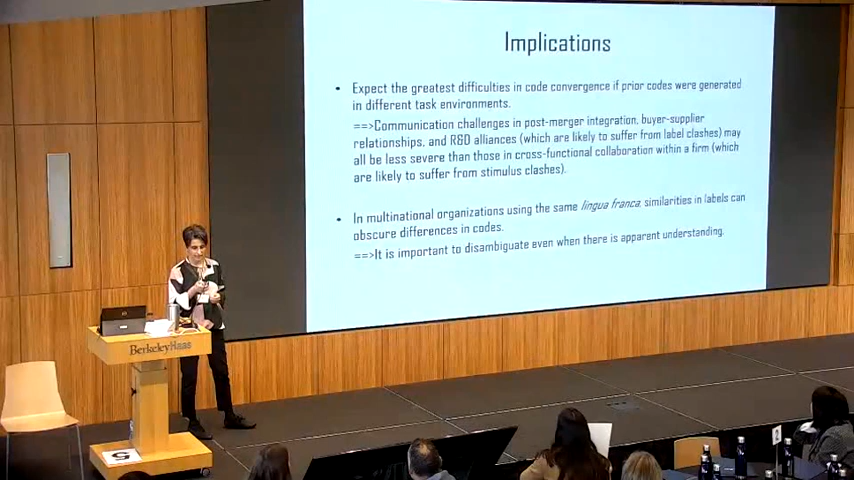 Implications
• Expect the greatest difficulties in code convergence if prior codes were generated
in different task environments.
==>Communication challenges in post-merger integration, buyer-supplier
relationships, and R&D alliances (which are likely to suffer from label clashes) may
all be less severe than those in cross-functional collaboration within a firm (which
are likely to suffer from stimulus clashes).
• In multinational organizations using the same lingua franca, similarities in labels can
obscure differences in codes.
==>It is important to disambiguate even when there is apparent understanding.
BerkeleyHaas
5
1